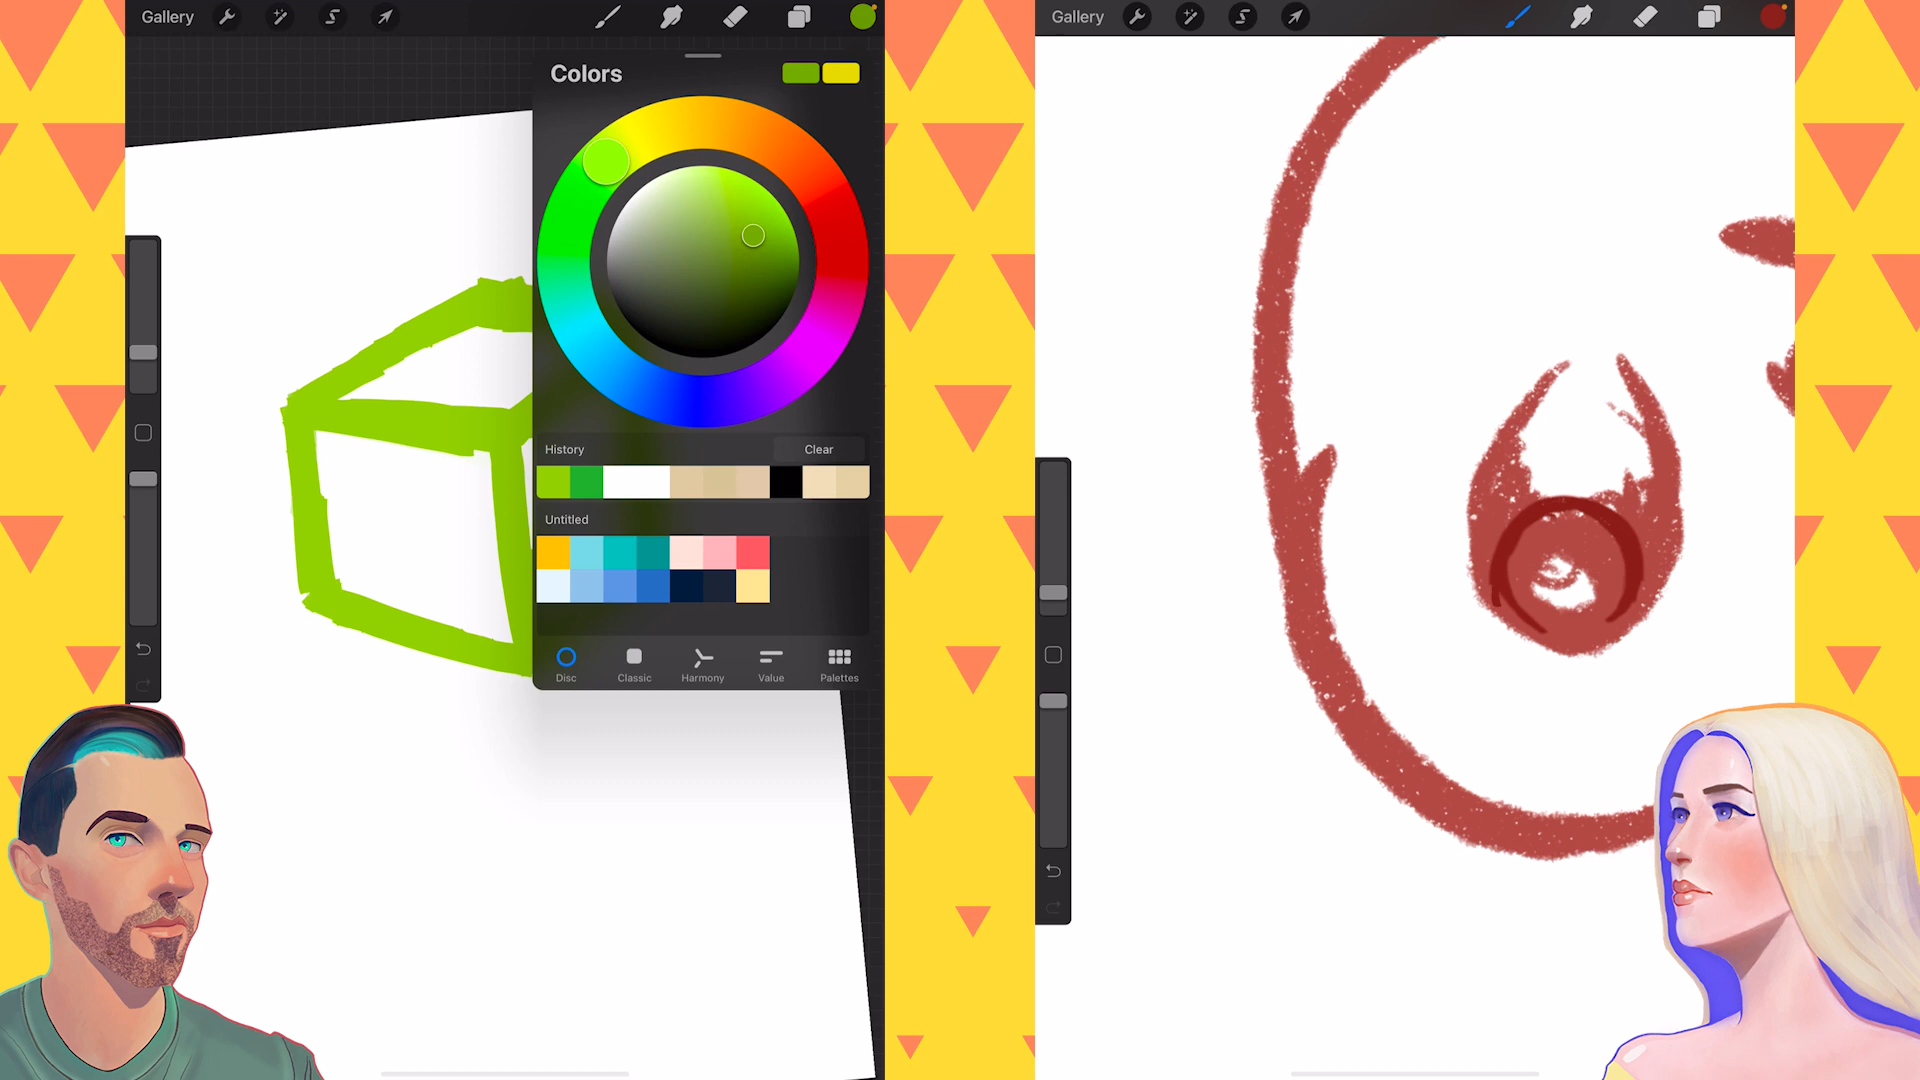 Gallery
Colors
History
Clear
Untitled
Disc
Classic
Harmony
Value
Palettes
Gallery